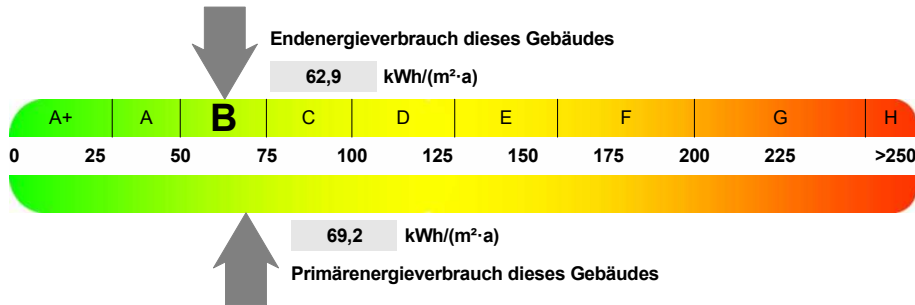 Endenergieverbrauch dieses Gebäudes
62,9 kWh/(m²·a)
A+ A B C D E F G H
0 25 50 75 100 125 150 175 200 225 >250
69,2 kWh/(m²·a)
Primärenergieverbrauch dieses Gebäudes